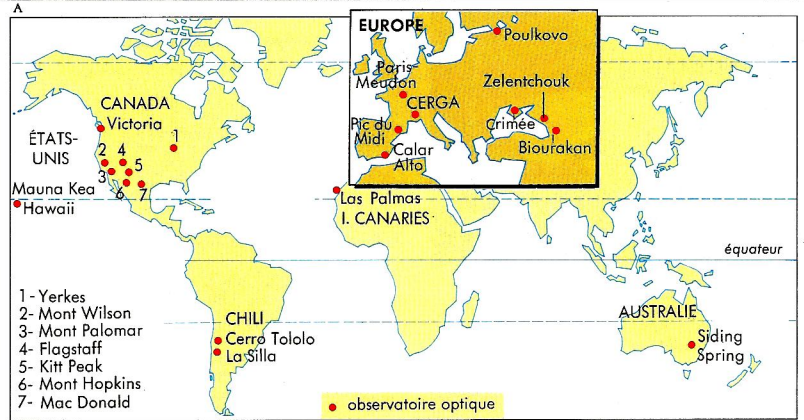 A
EUROPE
Poulkovo
Paris-
Meudon
Zelentchouk
CERGA
Crimée
Pic du
Midi
Biourakan
Calar
Alto
CANADA
Victoria
1
ÉTATS-
UNIS
2 4
3 5
6 7
Mauna Kea
Hawaii
Las Palmas
I. CANARIES
équateur
1- Yerkes
2- Mont Wilson
3- Mont Palomar
4- Flagstaff
5- Kitt Peak
6- Mont Hopkins
7- Mac Donald
CHILI
Cerro Tololo
La Silla
AUSTRALIE
Siding
Spring
observatoire optique